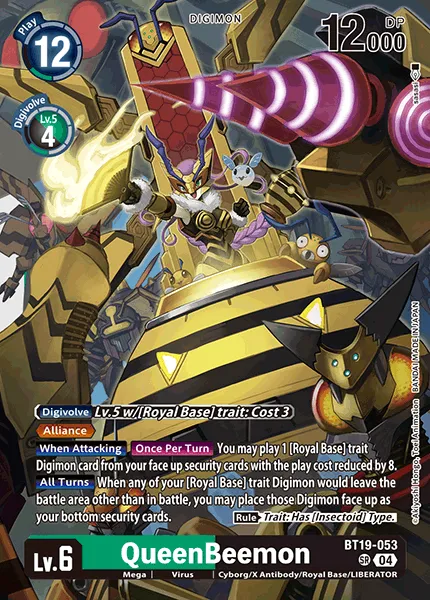 DIGIMON
Play
12
DP
12000
Digivolve
Lv.5
4
sasasi
Digivolve Lv.5 w/[Royal Base] trait: Cost 3
Alliance
When Attacking Once Per Turn You may play 1 [Royal Base] trait
Digimon card from your face up security cards with the play cost reduced by 8.
All Turns When any of your [Royal Base] trait Digimon would leave the
battle area other than in battle, you may place those Digimon face up as
your bottom security cards.
Rule Trait: Has [Insectoid] Type.
©Akiyoshi Hongo, Toei Animation BANDAI MADE IN JAPAN
Lv.6
QueenBeemon
BT19-053
SR 04
Mega Virus Cyborg/X Antibody/Royal Base/LIBERATOR